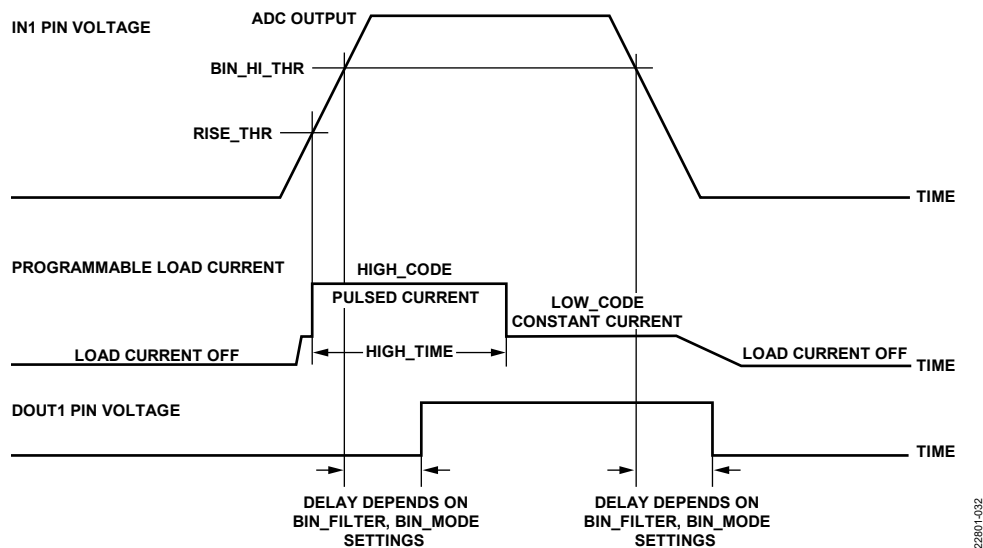 IN1 PIN VOLTAGE
ADC OUTPUT
BIN_HI_THR
RISE_THR
TIME
PROGRAMMABLE LOAD CURRENT
HIGH_CODE
PULSED CURRENT
LOW_CODE
CONSTANT CURRENT
LOAD CURRENT OFF
HIGH_TIME
LOAD CURRENT OFF
TIME
DOUT1 PIN VOLTAGE
TIME
DELAY DEPENDS ON
BIN_FILTER, BIN_MODE
SETTINGS
DELAY DEPENDS ON
BIN_FILTER, BIN_MODE
SETTINGS
22801-032